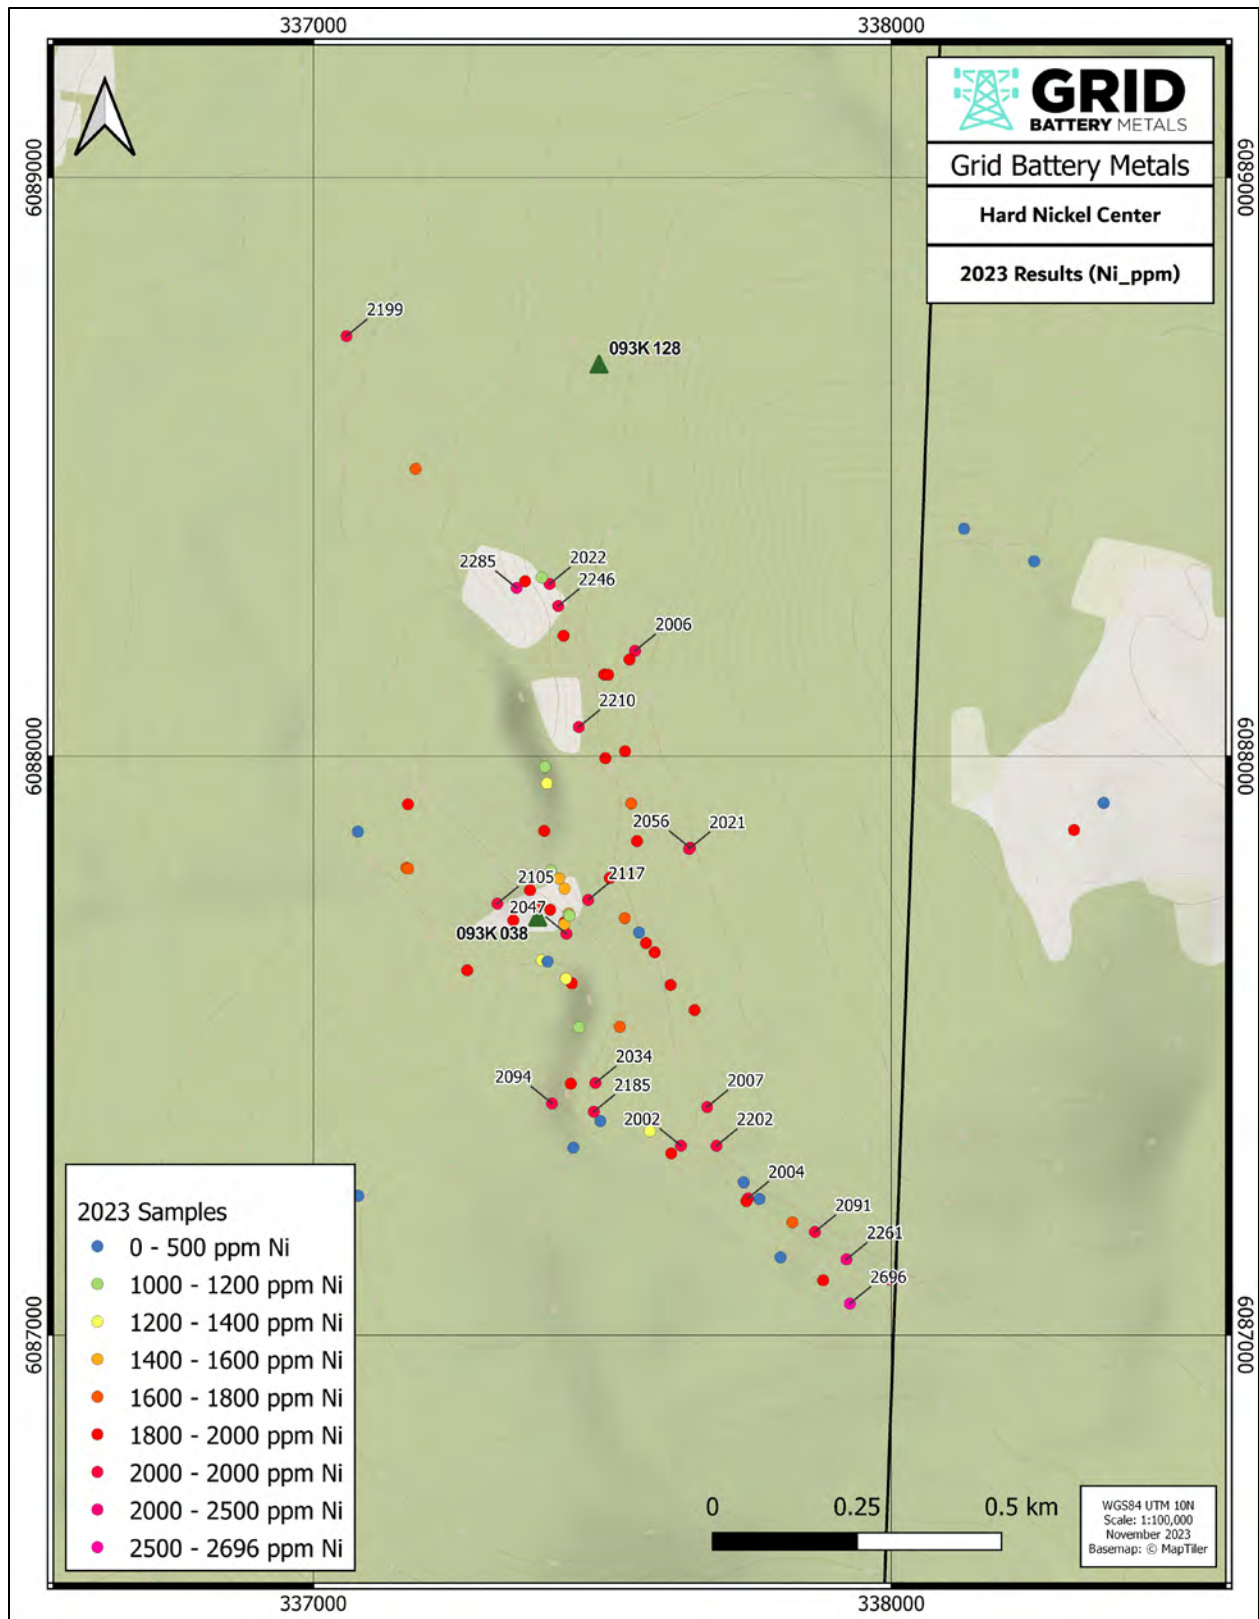 337000
338000
GRID
BATTERY METALS
Grid Battery Metals
Hard Nickel Center
2023 Results (Ni_ppm)
6089000
6089000
2199
093K 128
2285
2022
2246
2006
2210
6088000
6088000
2056
2021
2105
2117
2047
093K 038
2034
2094
2185
2007
2002
2202
2004
2091
2261
2696
6087000
6087000
2023 Samples
0 - 500 ppm Ni
1000 - 1200 ppm Ni
1200 - 1400 ppm Ni
1400 - 1600 ppm Ni
1600 - 1800 ppm Ni
1800 - 2000 ppm Ni
2000 - 2000 ppm Ni
2000 - 2500 ppm Ni
2500 - 2696 ppm Ni
0 0.25 0.5 km
WGS84 UTM 10N
Scale: 1:100,000
November 2023
Basemap: © MapTiler
337000
338000